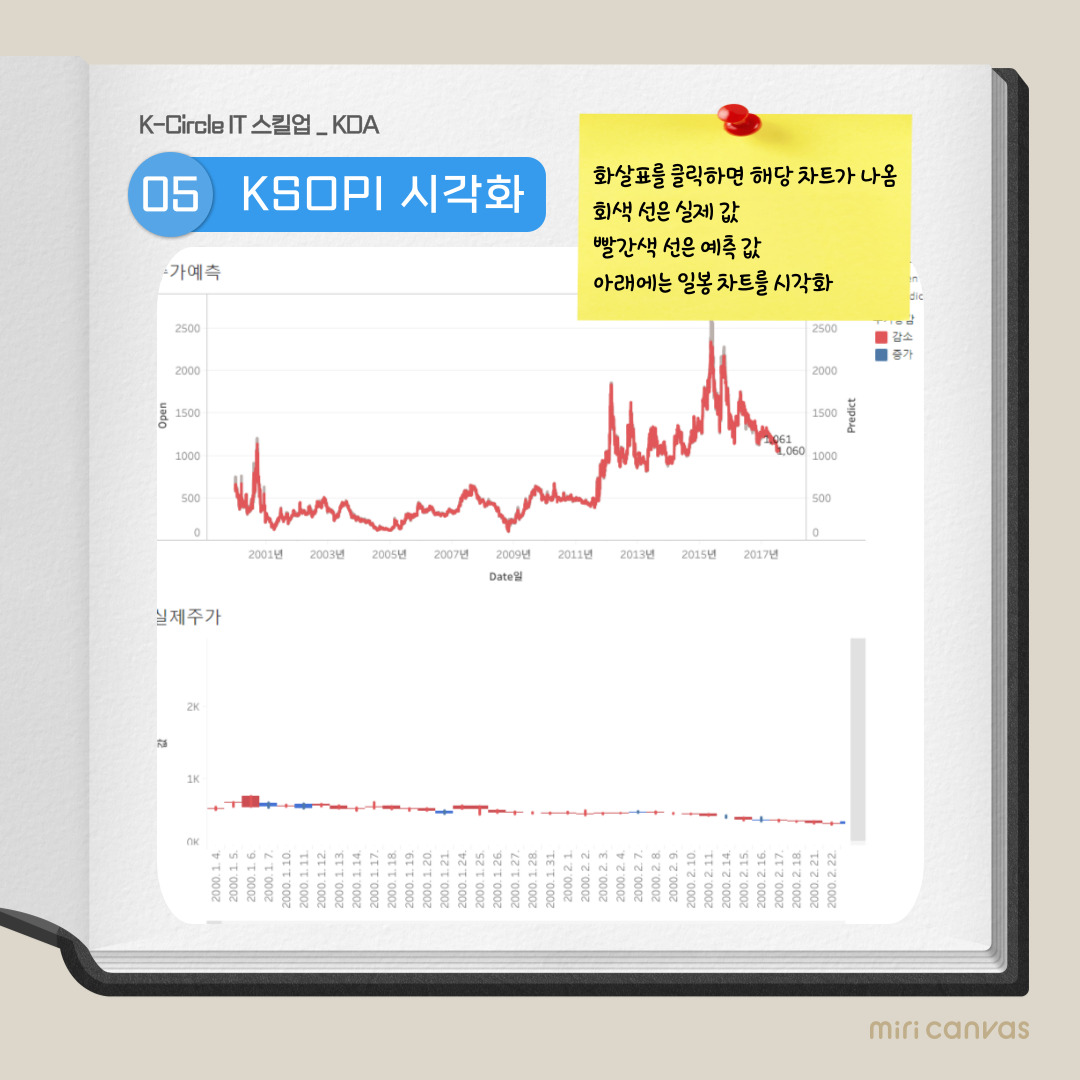 K-Circle IT 스킬업 _ KDA
05 KSOPI 시각화
화살표를 클릭하면 해당 차트가 나옴
회색 선은 실제 값
빨간색 선은 예측 값
아래에는 일봉 차트를 시각화
가예측
감소
증가
2500
2000
1500
1000
500
0
Open
2500
2000
1500
1000
500
0
Predict
1,061
1,060
2001년 2003년 2005년 2007년 2009년 2011년 2013년 2015년 2017년
Date일
실제주가
2K
1K
0K
값
2000. 1. 4.
2000. 1. 5.
2000. 1. 6.
2000. 1. 7.
2000. 1. 10.
2000. 1. 11.
2000. 1. 12.
2000. 1. 13.
2000. 1. 14.
2000. 1. 17.
2000. 1. 18.
2000. 1. 19.
2000. 1. 20.
2000. 1. 21.
2000. 1. 24.
2000. 1. 25.
2000. 1. 26.
2000. 1. 27.
2000. 1. 28.
2000. 1. 31.
2000. 2. 1.
2000. 2. 2.
2000. 2. 3.
2000. 2. 4.
2000. 2. 7.
2000. 2. 8.
2000. 2. 9.
2000. 2. 10.
2000. 2. 11.
2000. 2. 14.
2000. 2. 15.
2000. 2. 16.
2000. 2. 17.
2000. 2. 18.
2000. 2. 21.
2000. 2. 22.
miri canvas